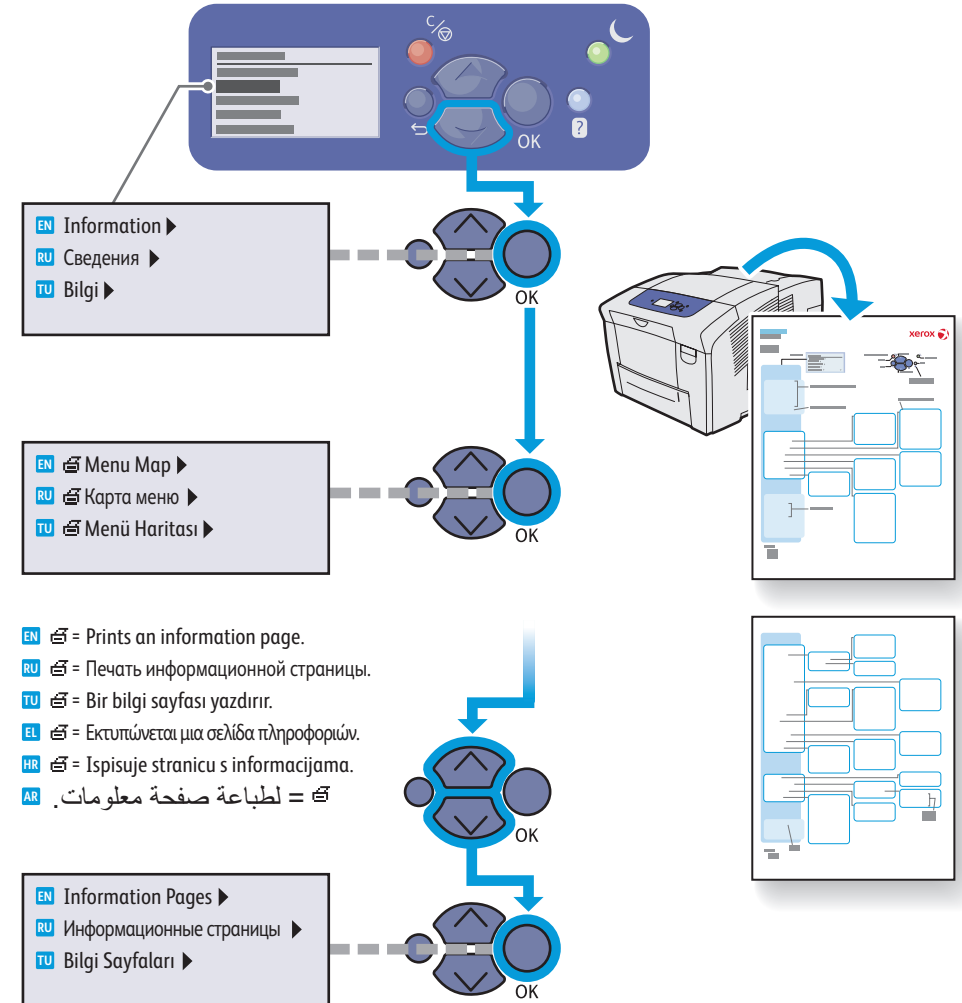 C/
?
OK
EN Information
RU Сведения
TU Bilgi
OK
xerox
EN Menu Map
RU Карта меню
TU Menü Haritası
OK
EN = Prints an information page.
RU = Печать информационной страницы.
TU = Bir bilgi sayfası yazdırır.
EL = Εκτυπώνεται μια σελίδα πληροφοριών.
HR = Ispisuje stranicu s informacijama.
AR = لطباعة صفحة معلومات.
OK
EN Information Pages
RU Информационные страницы
TU Bilgi Sayfaları
OK